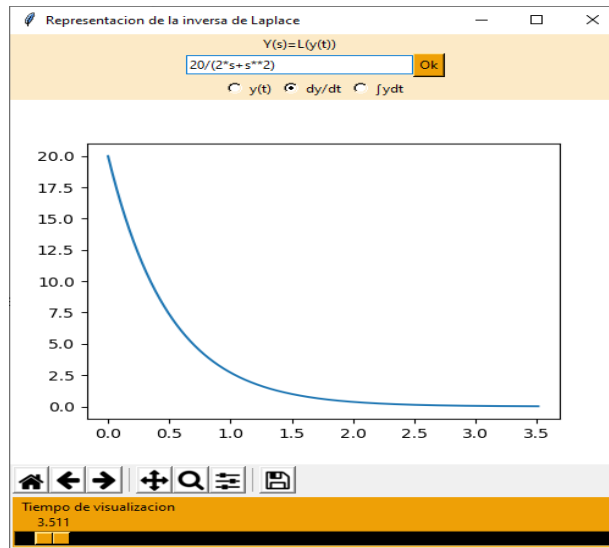 Representacion de la inversa de Laplace
Y(s)=L(y(t))
20/(2*s+s**2) Ok
y(t) dy/dt ∫ydt
20.0
17.5
15.0
12.5
10.0
7.5
5.0
2.5
0.0
0.0 0.5 1.0 1.5 2.0 2.5 3.0 3.5
Tiempo de visualizacion
3.511